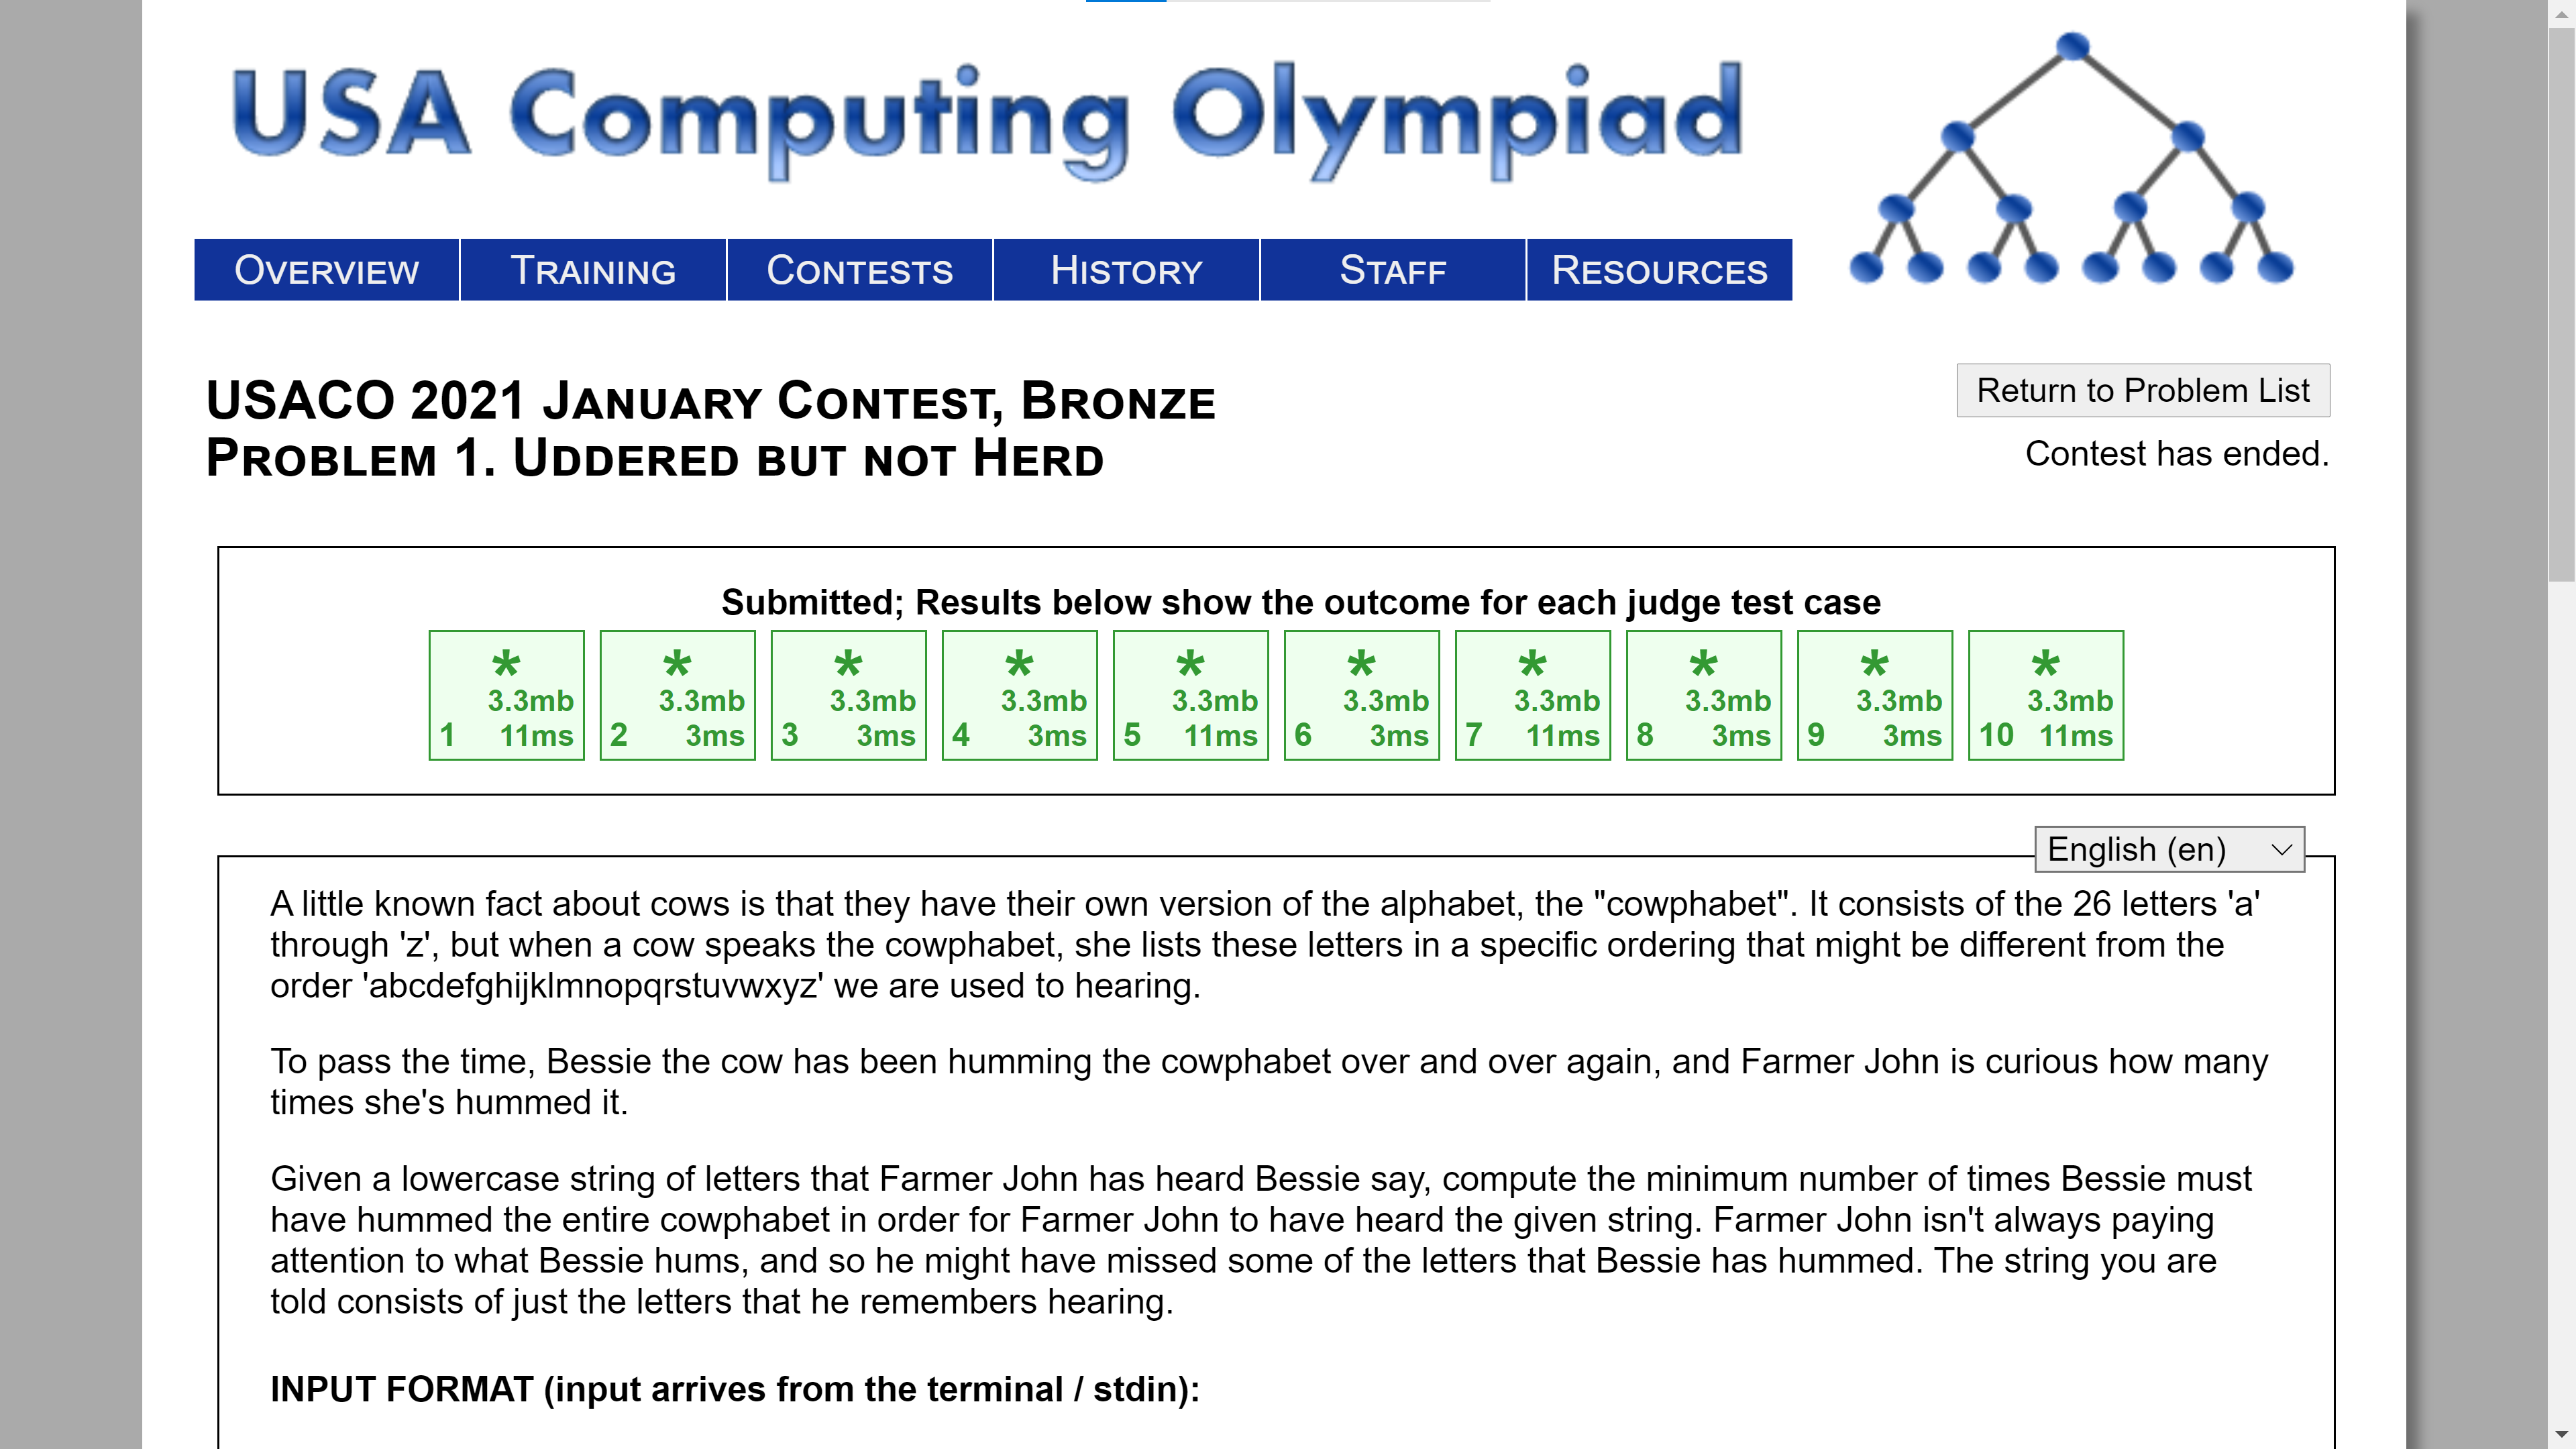 USA Computing Olympiad
OVERVIEW TRAINING CONTESTS HISTORY STAFF RESOURCES
USACO 2021 JANUARY CONTEST, BRONZE
PROBLEM 1. UDDERED BUT NOT HERD
Return to Problem List
Contest has ended.
Submitted; Results below show the outcome for each judge test case
* * * * * * * * * *
3.3mb 3.3mb 3.3mb 3.3mb 3.3mb 3.3mb 3.3mb 3.3mb 3.3mb 3.3mb
1 11ms 2 3ms 3 3ms 4 3ms 5 11ms 6 3ms 7 11ms 8 3ms 9 3ms 10 11ms
English (en)
A little known fact about cows is that they have their own version of the alphabet, the "cowphabet". It consists of the 26 letters 'a'
through 'z', but when a cow speaks the cowphabet, she lists these letters in a specific ordering that might be different from the
order 'abcdefghijklmnopqrstuvwxyz' we are used to hearing.
To pass the time, Bessie the cow has been humming the cowphabet over and over again, and Farmer John is curious how many
times she's hummed it.
Given a lowercase string of letters that Farmer John has heard Bessie say, compute the minimum number of times Bessie must
have hummed the entire cowphabet in order for Farmer John to have heard the given string. Farmer John isn't always paying
attention to what Bessie hums, and so he might have missed some of the letters that Bessie has hummed. The string you are
told consists of just the letters that he remembers hearing.
INPUT FORMAT (input arrives from the terminal / stdin):